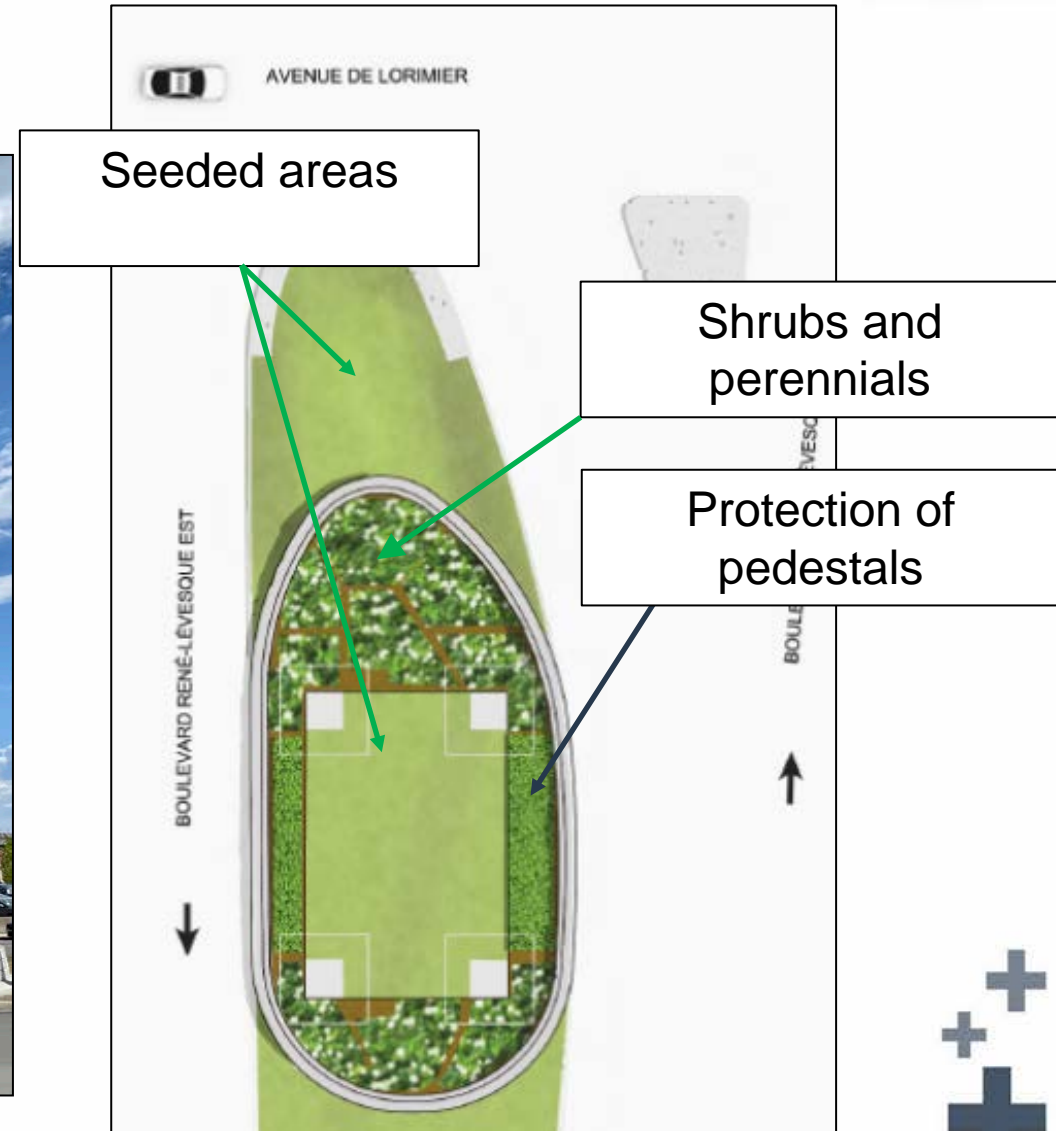 AVENUE DE LORIMIER
Seeded areas
Shrubs and
perennials
Protection of
pedestals
BOULEVARD RENÉ-LÉVESQUE EST